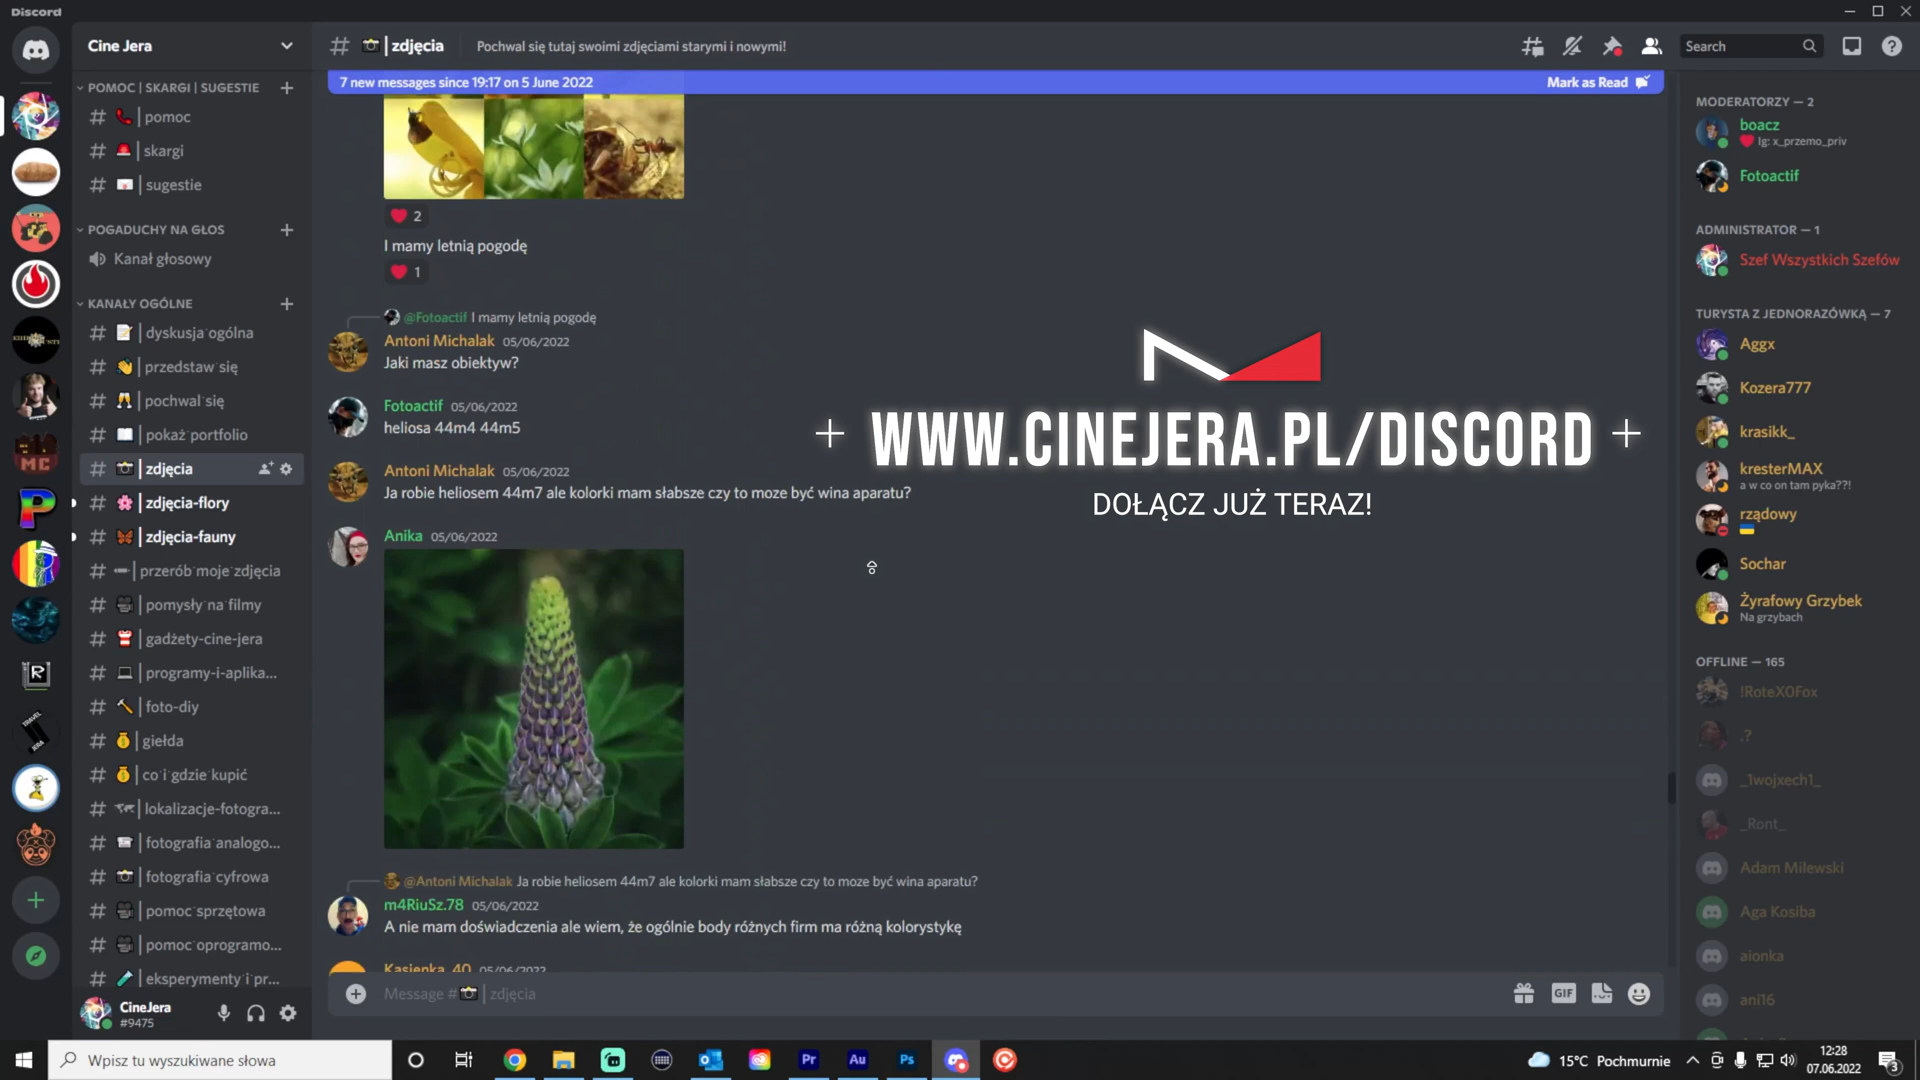 Discord
Cine Jera
POMOC | SKARGI | SUGESTIE
pomoc
skargi
sugestie
POGADUCHY NA GŁOS
Kanał głosowy
KANAŁY OGÓLNE
dyskusja ogólna
przedstaw się
pochwal się
pokaż portfolio
zdjęcia
zdjęcia-flory
zdjęcia-fauny
przerób moje zdjęcia
pomysły na filmy
gadżety-cine-jera
programy-i-aplika...
foto-diy
giełda
co i gdzie kupić
lokalizacje-fotogra...
fotografia analogo...
fotografia cyfrowa
pomoc sprzętowa
pomoc oprogramo...
eksperymenty i pr...
CineJera
#9475
# | zdjęcia
Pochwal się tutaj swoimi zdjęciami starymi i nowymi!
Search
7 new messages since 19:17 on 5 June 2022
Mark as Read
2
I mamy letnią pogodę
1
@Fotoactif I mamy letnią pogodę
Antoni Michalak 05/06/2022
Jaki masz obiektyw?
Fotoactif 05/06/2022
heliosa 44m4 44m5
Antoni Michalak 05/06/2022
Ja robie heliosem 44m7 ale kolorki mam słabsze czy to moze być wina aparatu?
Anika 05/06/2022
@Antoni Michalak Ja robie heliosem 44m7 ale kolorki mam słabsze czy to moze być wina aparatu?
m4RiuSz.78 05/06/2022
A nie mam doświadczenia ale wiem, że ogólnie body różnych firm ma różną kolorystykę
Kasienka_40 05/06/2022
Message # | zdjęcia
GIF
WWW.CINEJERA.PL/DISCORD
DOŁĄCZ JUŻ TERAZ!
MODERATORZY — 2
boacz
Ig: x_przemo_priv
Fotoactif
ADMINISTRATOR — 1
Szef Wszystkich Szefów
TURYSTA Z JEDNORAZÓWKĄ — 7
Aggx
Kozera777
krasikk_
kresterMAX
a w co on tam pyka??!
rządowy
Sochar
Żyrafowy Grzybek
Na grzybach
OFFLINE — 165
!RoteX0Fox
.?
_1wojxech1_
_Ront_
Adam Milewski
Aga Kosiba
aionka
ani16
Wpisz tu wyszukiwane słowa
Pr
Au
Ps
15°C Pochmurnie
12:28
07.06.2022
3